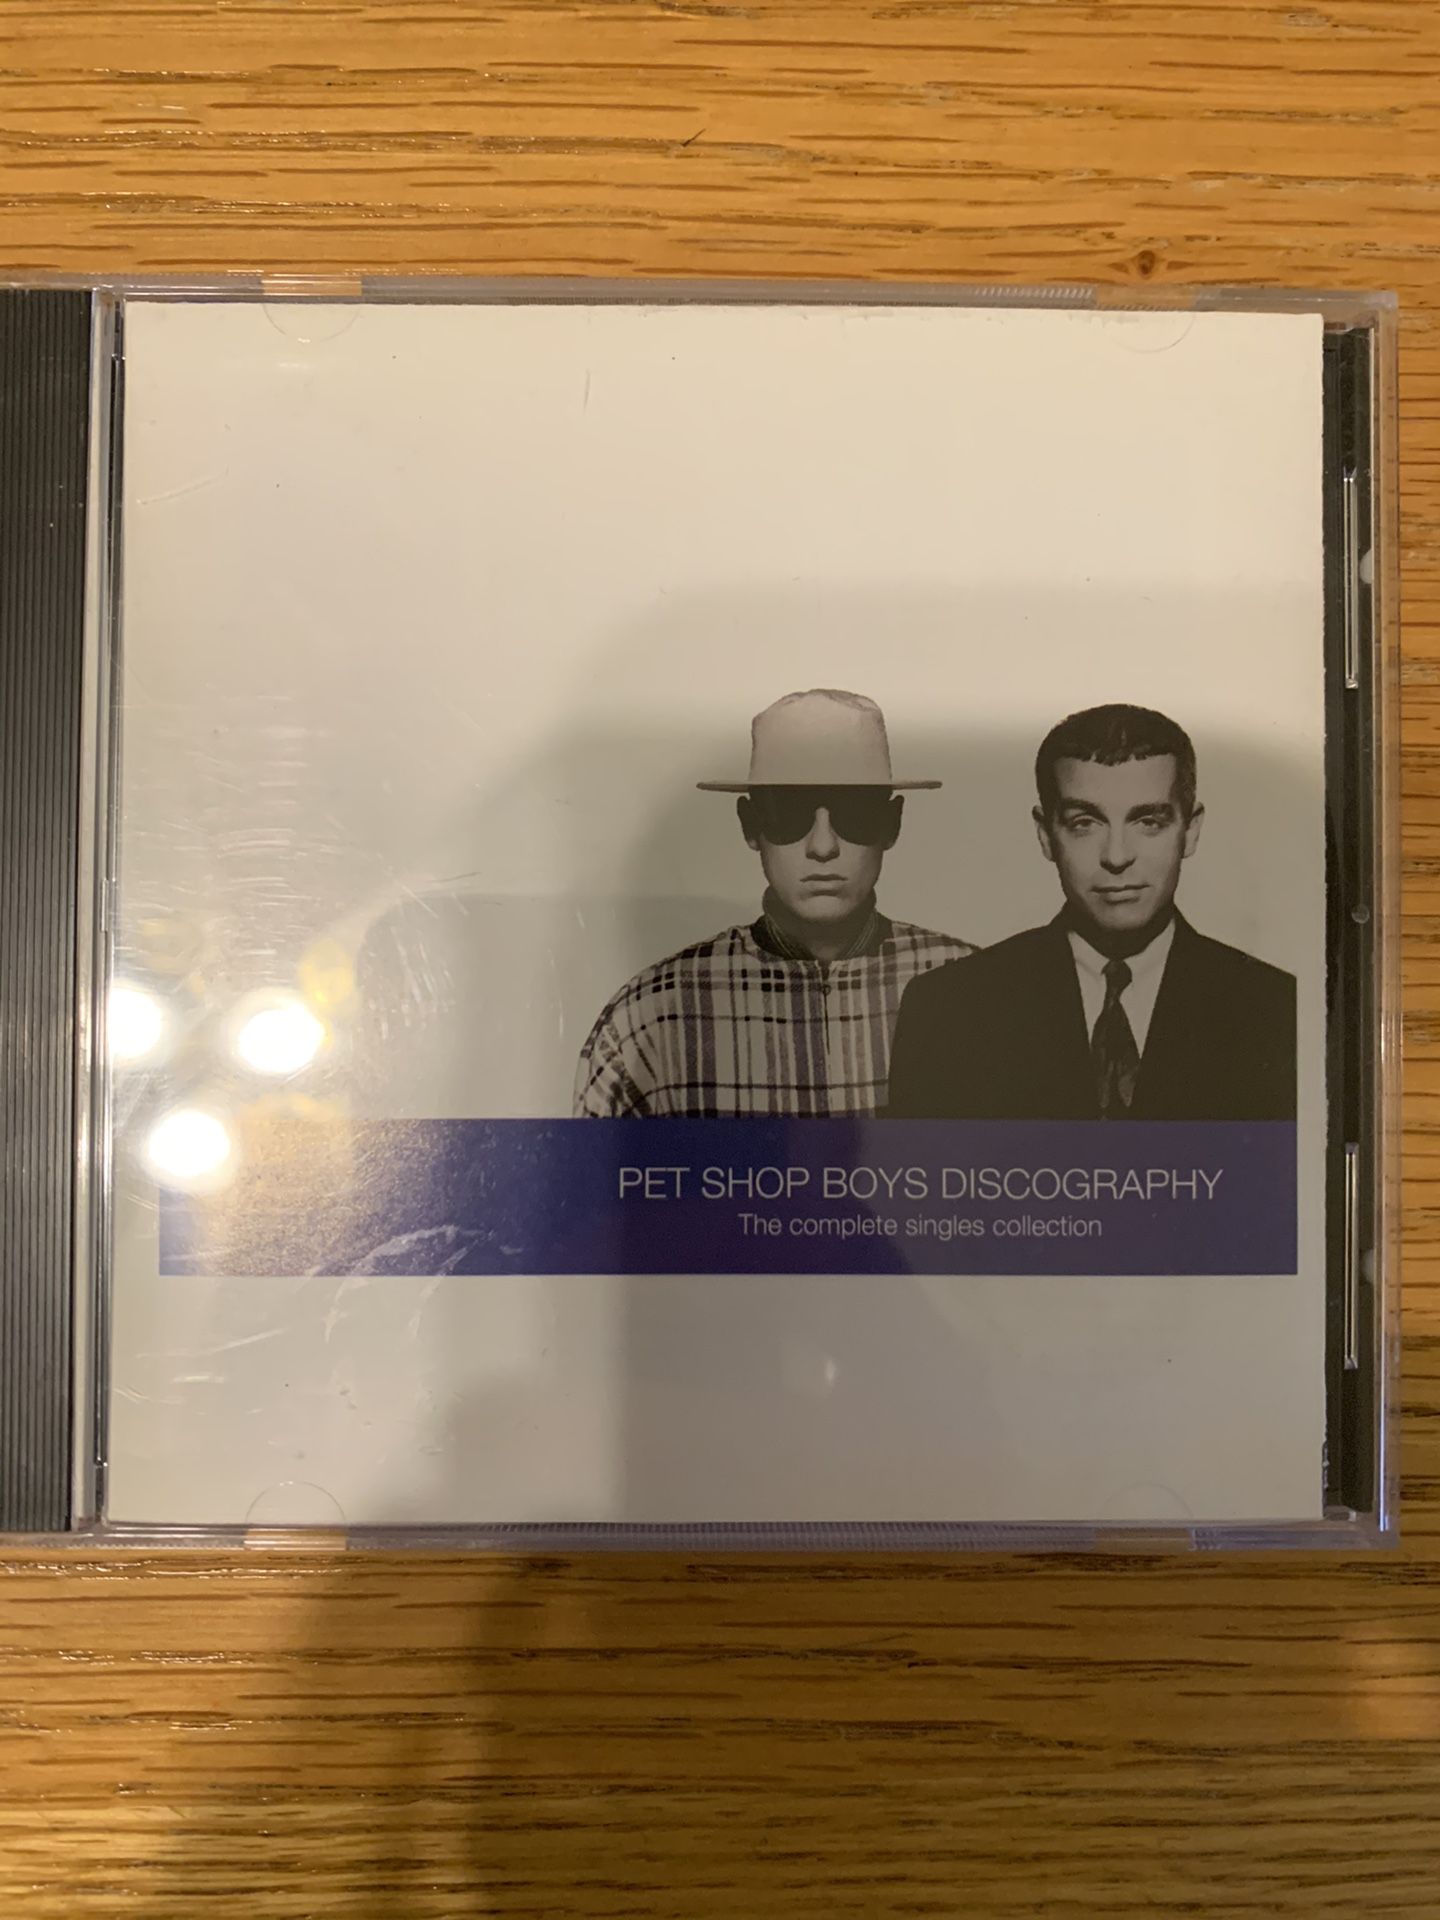 PET SHOP BOYS DISCOGRAPHY
The complete singles collection